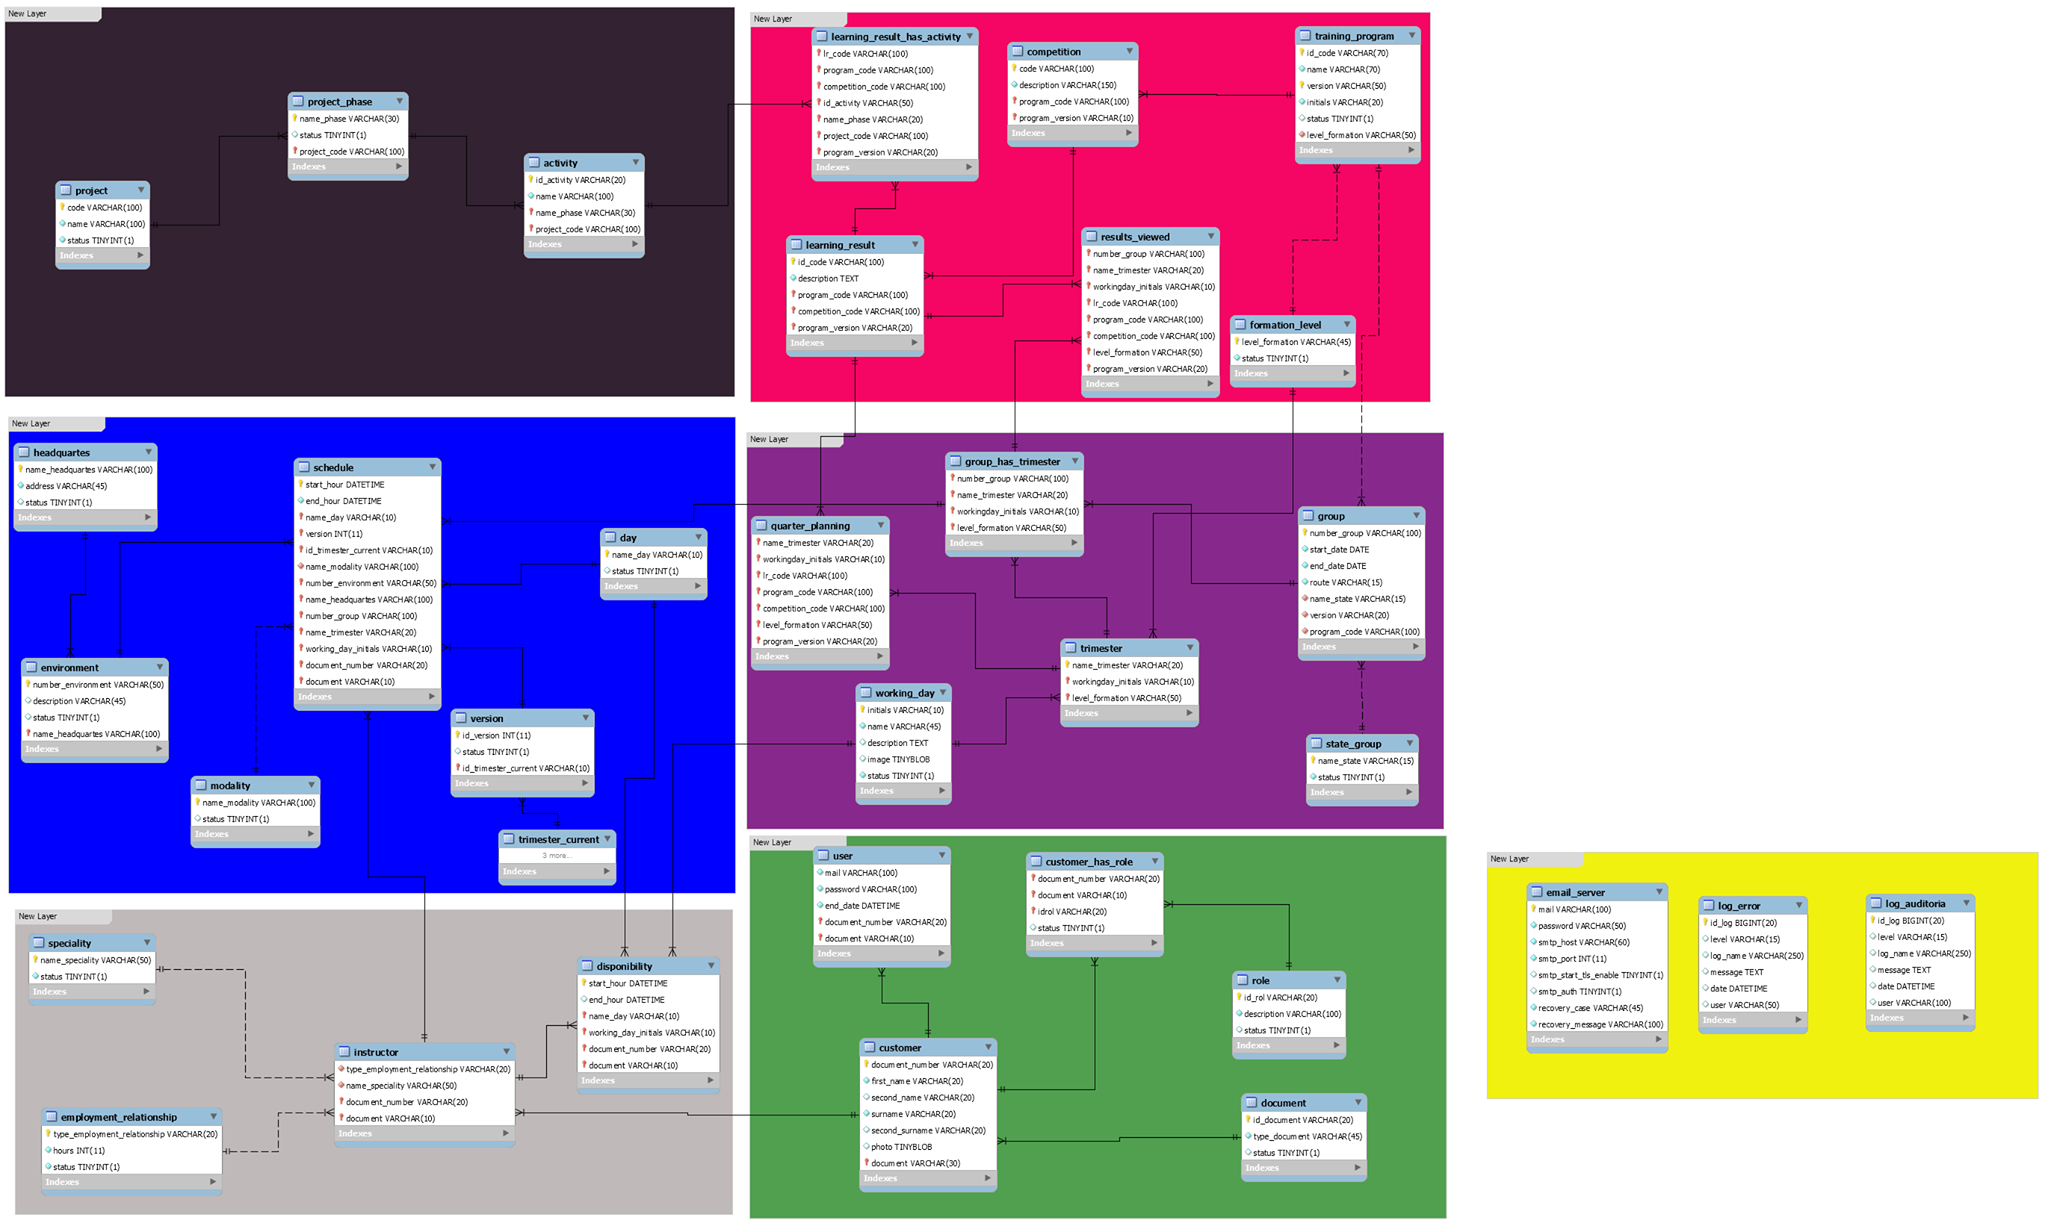 New Layer
project_phase
name_phase VARCHAR(30)
status TINYINT(1)
project_code VARCHAR(100)
Indexes
activity
id_activity VARCHAR(20)
name VARCHAR(100)
name_phase VARCHAR(30)
project_code VARCHAR(100)
Indexes
project
code VARCHAR(100)
name VARCHAR(100)
status TINYINT(1)
Indexes
New Layer
learning_result_has_activity
lr_code VARCHAR(100)
program_code VARCHAR(100)
competition_code VARCHAR(100)
id_activity VARCHAR(50)
name_phase VARCHAR(20)
project_code VARCHAR(100)
program_version VARCHAR(20)
Indexes
competition
code VARCHAR(100)
description VARCHAR(150)
program_code VARCHAR(100)
program_version VARCHAR(10)
Indexes
training_program
id_code VARCHAR(70)
name VARCHAR(70)
version VARCHAR(50)
initials VARCHAR(20)
status TINYINT(1)
level_formation VARCHAR(50)
Indexes
learning_result
id_code VARCHAR(100)
description TEXT
program_code VARCHAR(100)
competition_code VARCHAR(100)
program_version VARCHAR(20)
Indexes
results_viewed
number_group VARCHAR(100)
name_trimester VARCHAR(20)
workingday_initials VARCHAR(10)
lr_code VARCHAR(100)
program_code VARCHAR(100)
competition_code VARCHAR(100)
level_formation VARCHAR(50)
program_version VARCHAR(20)
Indexes
formation_level
level_formation VARCHAR(45)
status TINYINT(1)
Indexes
New Layer
headquartes
name_headquartes VARCHAR(100)
address VARCHAR(45)
status TINYINT(1)
Indexes
schedule
start_hour DATETIME
end_hour DATETIME
name_day VARCHAR(10)
version INT(11)
id_trimester_current VARCHAR(10)
name_modality VARCHAR(100)
number_environment VARCHAR(50)
name_headquartes VARCHAR(100)
number_group VARCHAR(100)
name_trimester VARCHAR(20)
working_day_initials VARCHAR(10)
document_number VARCHAR(20)
document VARCHAR(10)
Indexes
day
name_day VARCHAR(10)
status TINYINT(1)
Indexes
environment
number_environment VARCHAR(50)
description VARCHAR(45)
status TINYINT(1)
name_headquartes VARCHAR(100)
Indexes
version
id_version INT(11)
status TINYINT(1)
id_trimester_current VARCHAR(10)
Indexes
modality
name_modality VARCHAR(100)
status TINYINT(1)
Indexes
trimester_current
3 more...
Indexes
New Layer
group_has_trimester
number_group VARCHAR(100)
name_trimester VARCHAR(20)
workingday_initials VARCHAR(10)
level_formation VARCHAR(50)
Indexes
quarter_planning
name_trimester VARCHAR(20)
workingday_initials VARCHAR(10)
lr_code VARCHAR(100)
program_code VARCHAR(100)
competition_code VARCHAR(100)
level_formation VARCHAR(50)
program_version VARCHAR(20)
Indexes
group
number_group VARCHAR(100)
start_date DATE
end_date DATE
route VARCHAR(15)
name_state VARCHAR(15)
version VARCHAR(20)
program_code VARCHAR(100)
Indexes
trimester
name_trimester VARCHAR(20)
workingday_initials VARCHAR(10)
level_formation VARCHAR(50)
Indexes
working_day
initials VARCHAR(10)
name VARCHAR(45)
description TEXT
image TINYBLOB
status TINYINT(1)
Indexes
state_group
name_state VARCHAR(15)
status TINYINT(1)
Indexes
New Layer
speciality
name_speciality VARCHAR(50)
status TINYINT(1)
Indexes
disponibility
start_hour DATETIME
end_hour DATETIME
name_day VARCHAR(10)
working_day_initials VARCHAR(10)
document_number VARCHAR(20)
document VARCHAR(10)
Indexes
instructor
type_employment_relationship VARCHAR(20)
name_speciality VARCHAR(50)
document_number VARCHAR(20)
document VARCHAR(10)
Indexes
employment_relationship
type_employment_relationship VARCHAR(20)
hours INT(11)
status TINYINT(1)
Indexes
New Layer
user
mail VARCHAR(100)
password VARCHAR(100)
end_date DATETIME
document_number VARCHAR(20)
document VARCHAR(10)
Indexes
customer_has_role
document_number VARCHAR(20)
document VARCHAR(10)
idrol VARCHAR(20)
status TINYINT(1)
Indexes
role
id_rol VARCHAR(20)
description VARCHAR(100)
status TINYINT(1)
Indexes
customer
document_number VARCHAR(20)
first_name VARCHAR(20)
second_name VARCHAR(20)
surname VARCHAR(20)
second_surname VARCHAR(20)
photo TINYBLOB
document VARCHAR(30)
Indexes
document
id_document VARCHAR(20)
type_document VARCHAR(45)
status TINYINT(1)
Indexes
New Layer
email_server
mail VARCHAR(100)
password VARCHAR(50)
smtp_host VARCHAR(60)
smtp_port INT(11)
smtp_start_tls_enable TINYINT(1)
smtp_auth TINYINT(1)
recovery_case VARCHAR(45)
recovery_message VARCHAR(100)
Indexes
log_error
id_log BIGINT(20)
level VARCHAR(15)
log_name VARCHAR(250)
message TEXT
date DATETIME
user VARCHAR(50)
Indexes
log_auditoria
id_log BIGINT(20)
level VARCHAR(15)
log_name VARCHAR(250)
message TEXT
date DATETIME
user VARCHAR(100)
Indexes